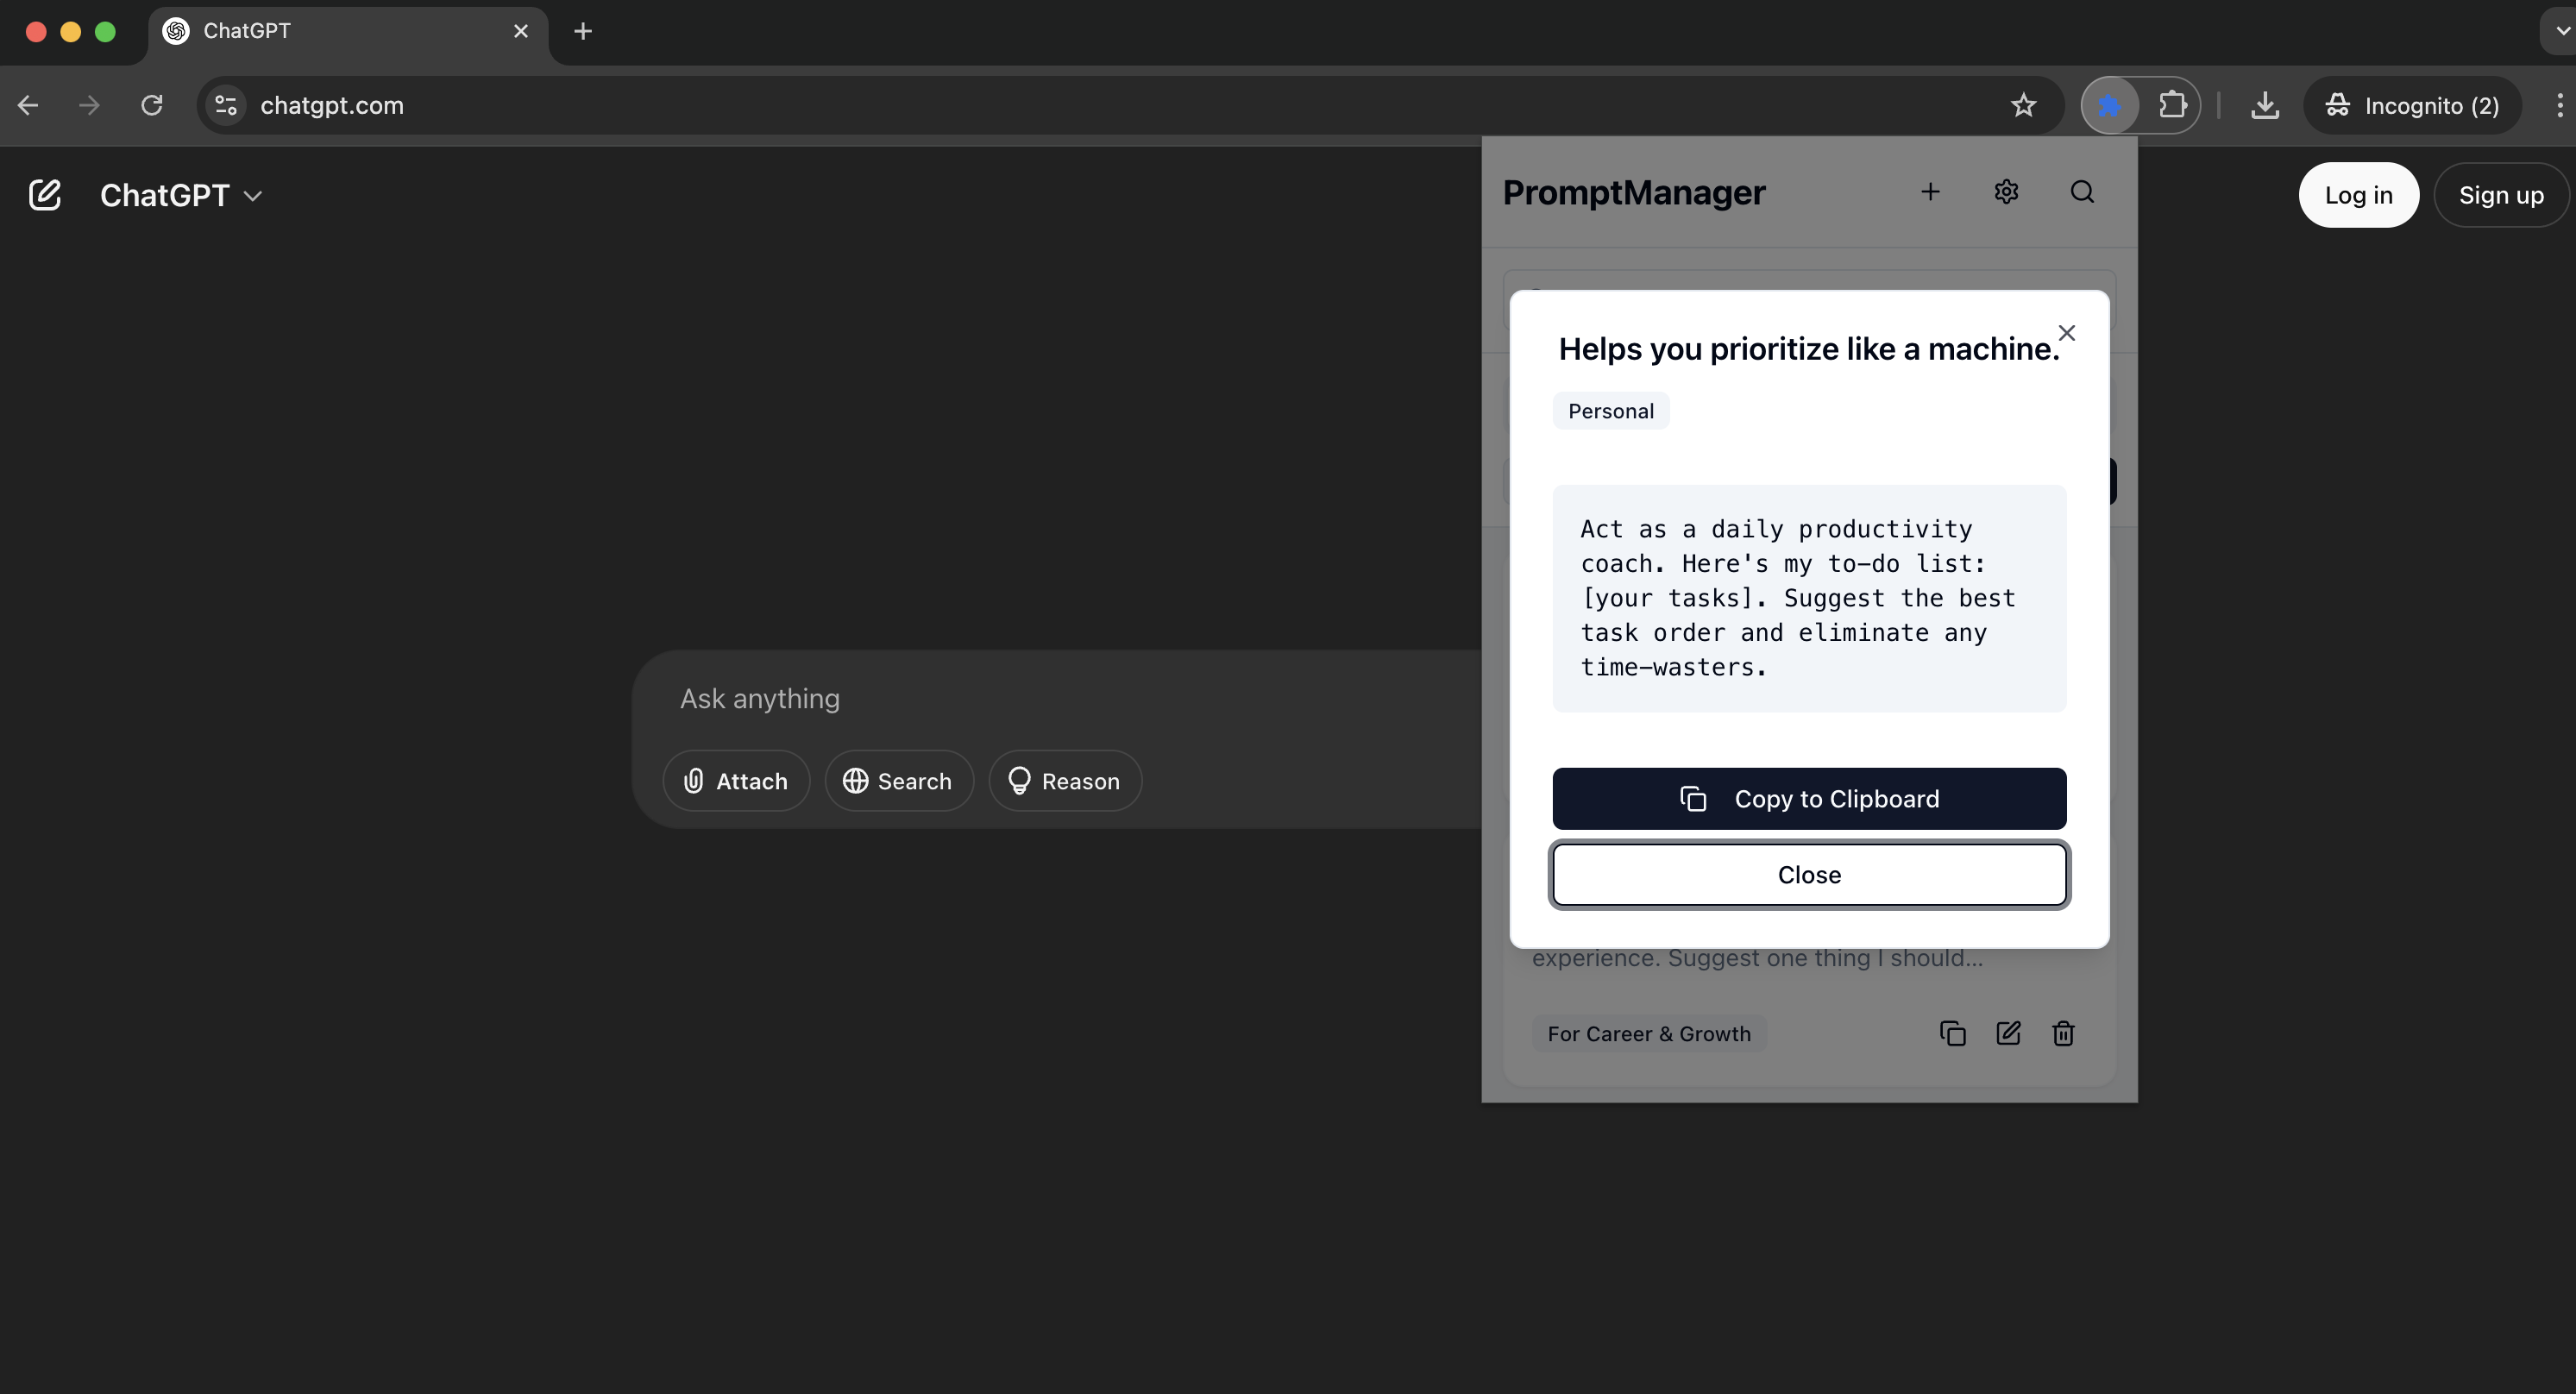 ChatGPT
chatgpt.com
Incognito (2)
ChatGPT
Log in
Sign up
PromptManager
Helps you prioritize like a machine.
Personal
Act as a daily productivity
coach. Here's my to-do list:
[your tasks]. Suggest the best
task order and eliminate any
time-wasters.
Copy to Clipboard
Close
experience. Suggest one thing I should...
For Career & Growth
Ask anything
Attach
Search
Reason